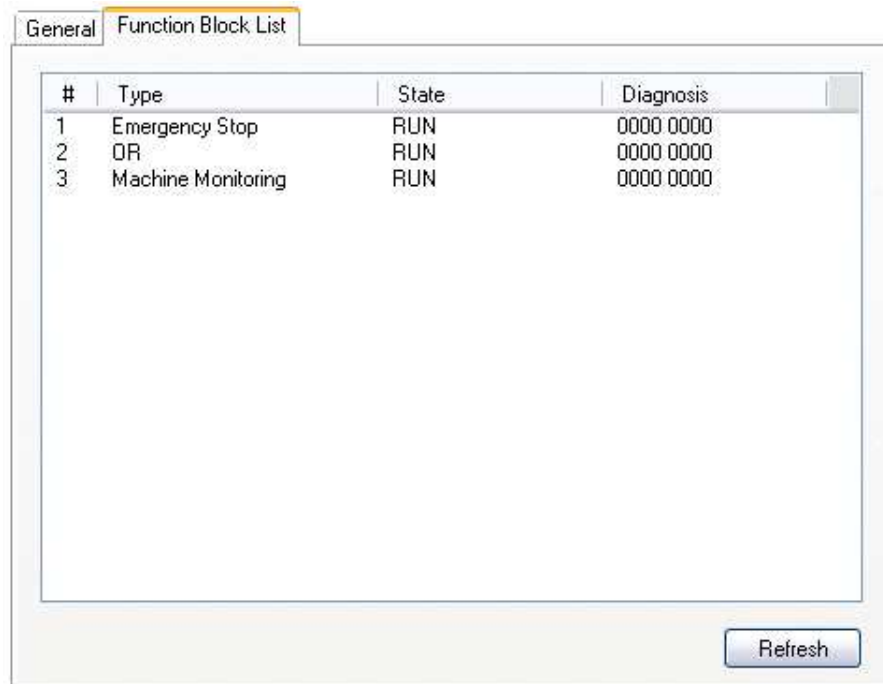 General Function Block List
# Type State Diagnosis
1 Emergency Stop RUN 0000 0000
2 OR RUN 0000 0000
3 Machine Monitoring RUN 0000 0000
Refresh